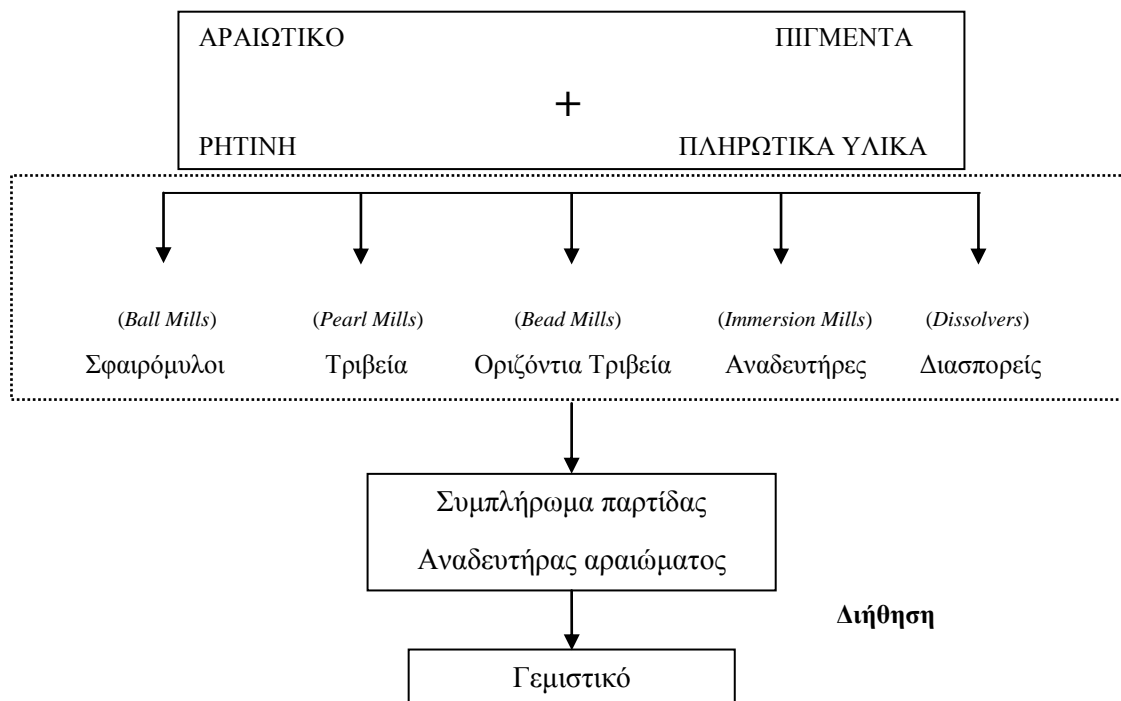 ΑΡΑΙΩΤΙΚΟ ΠΙΓΜΕΝΤΑ
+
ΡΗΤΙΝΗ ΠΛΗΡΩΤΙΚΑ ΥΛΙΚΑ
(Ball Mills) (Pearl Mills) (Bead Mills) (Immersion Mills) (Dissolvers)
Σφαιρόμυλοι Τριβεία Οριζόντια Τριβεία Αναδευτήρες Διασπορείς
Συμπλήρωμα παρτίδας
Αναδευτήρας αραιώματος
Διήθηση
Γεμιστικό